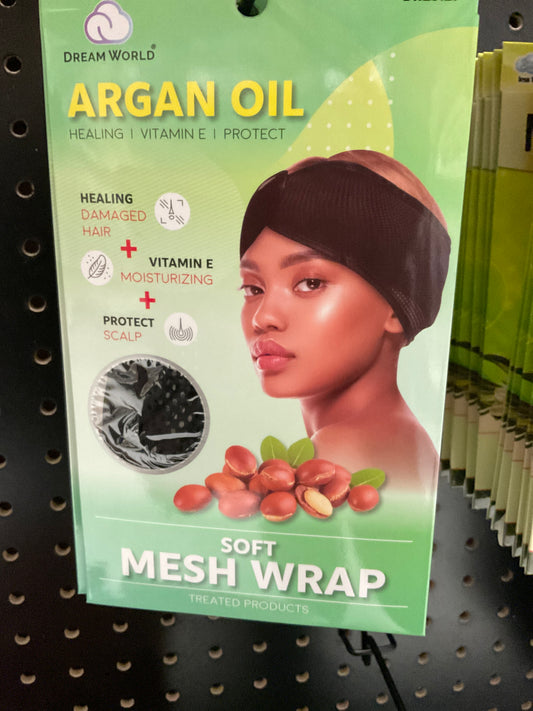 DREAM WORLD®
ARGAN OIL
HEALING | VITAMIN E | PROTECT
HEALING
DAMAGED
HAIR
+
VITAMIN E
MOISTURIZING
+
PROTECT
SCALP
SOFT
MESH WRAP
TREATED PRODUCTS